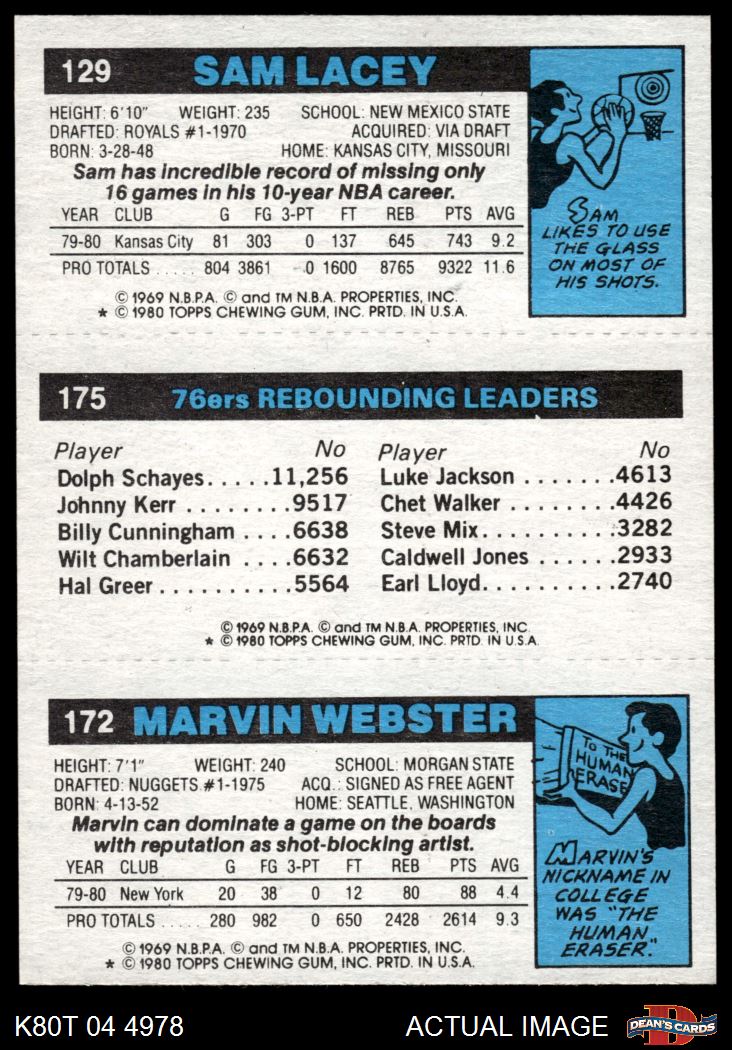 129 SAM LACEY
HEIGHT: 6'10" WEIGHT: 235 SCHOOL: NEW MEXICO STATE
DRAFTED: ROYALS #1-1970 ACQUIRED: VIA DRAFT
BORN: 3-28-48 HOME: KANSAS CITY, MISSOURI
Sam has incredible record of missing only
16 games in his 10-year NBA career.
YEAR CLUB G FG 3-PT FT REB PTS AVG
79-80 Kansas City 81 303 0 137 645 743 9.2
PRO TOTALS ..... 804 3861 0 1600 8765 9322 11.6
© 1969 N.B.P.A. © and TM N.B.A. PROPERTIES, INC.
* © 1980 TOPPS CHEWING GUM, INC. PRTD. IN U.S.A.
SAM
LIKES TO USE
THE GLASS
ON MOST OF
HIS SHOTS.
175 76ers REBOUNDING LEADERS
Player No Player No
Dolph Schayes.....11,256 Luke Jackson .......4613
Johnny Kerr ........9517 Chet Walker ........4426
Billy Cunningham ....6638 Steve Mix..........3282
Wilt Chamberlain ....6632 Caldwell Jones .....2933
Hal Greer..........5564 Earl Lloyd.........2740
© 1969 N.B.P.A. © and TM N.B.A. PROPERTIES, INC.
* © 1980 TOPPS CHEWING GUM, INC. PRTD. IN U.S.A.
172 MARVIN WEBSTER
HEIGHT: 7'1" WEIGHT: 240 SCHOOL: MORGAN STATE
DRAFTED: NUGGETS #1-1975 ACQ.: SIGNED AS FREE AGENT
BORN: 4-13-52 HOME: SEATTLE, WASHINGTON
Marvin can dominate a game on the boards
with reputation as shot-blocking artist.
YEAR CLUB G FG 3-PT FT REB PTS AVG
79-80 New York 20 38 0 12 80 88 4.4
PRO TOTALS ..... 280 982 0 650 2428 2614 9.3
© 1969 N.B.P.A. © and TM N.B.A. PROPERTIES, INC.
* © 1980 TOPPS CHEWING GUM, INC. PRTD. IN U.S.A.
TO THE
HUMAN
ERASE
MARVIN'S
NICKNAME IN
COLLEGE
WAS "THE
HUMAN
ERASER."
K80T 04 4978 ACTUAL IMAGE D DEAN'S CARDS